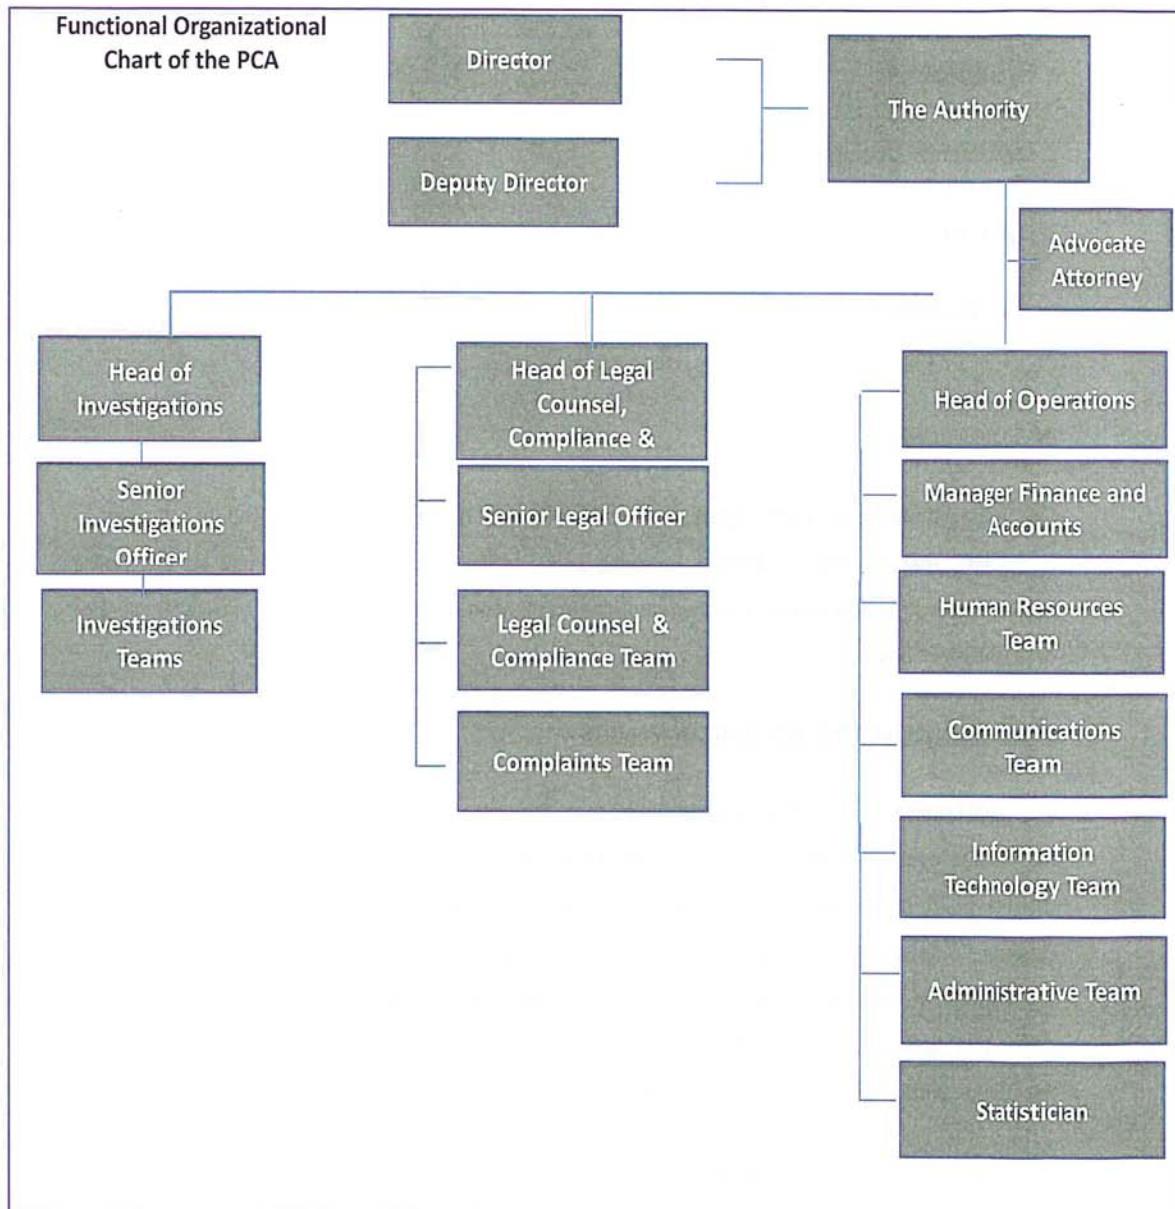 Functional Organizational
Chart of the PCA
Director
The Authority
Deputy Director
Advocate
Attorney
Head of
Investigations
Senior
Investigations
Officer
Investigations
Teams
Head of Legal
Counsel,
Compliance &
Senior Legal Officer
Legal Counsel &
Compliance Team
Complaints Team
Head of Operations
Manager Finance and
Accounts
Human Resources
Team
Communications
Team
Information
Technology Team
Administrative Team
Statistician